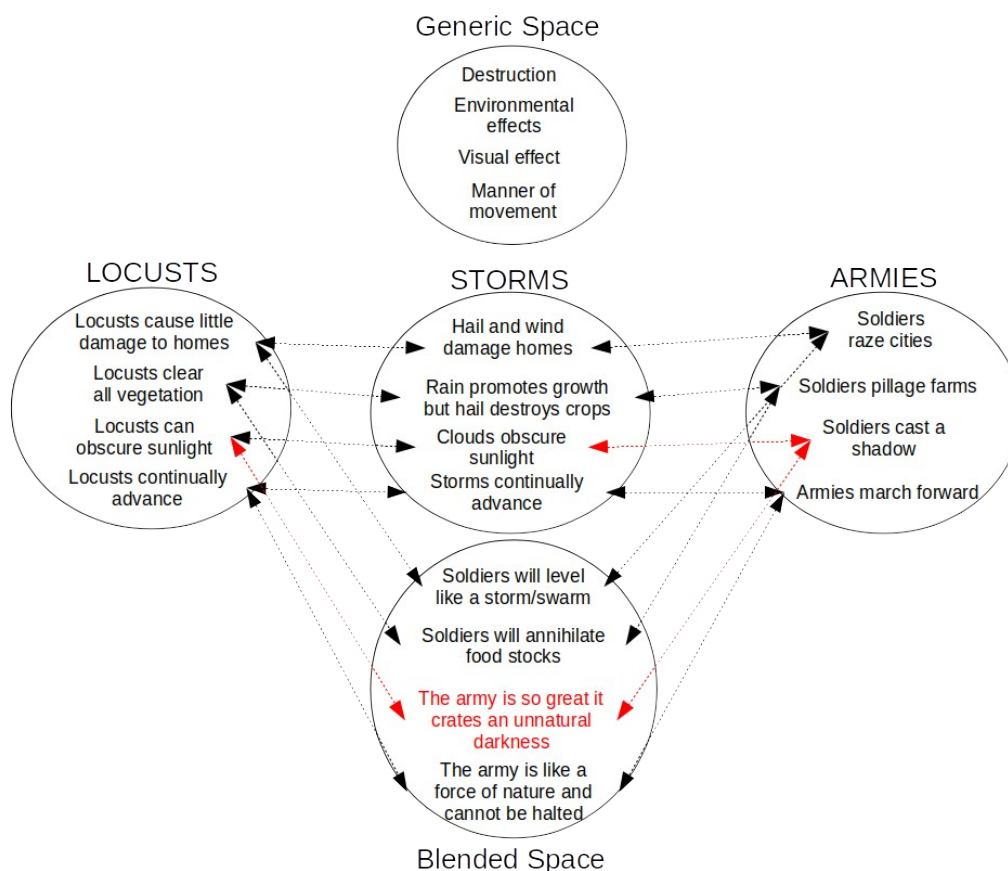 Generic Space
Destruction
Environmental
effects
Visual effect
Manner of
movement
LOCUSTS
Locusts cause little
damage to homes
Locusts clear
all vegetation
Locusts can
obscure sunlight
Locusts continually
advance
STORMS
Hail and wind
damage homes
Rain promotes growth
but hail destroys crops
Clouds obscure
sunlight
Storms continually
advance
ARMIES
Soldiers
raze cities
Soldiers pillage farms
Soldiers cast a
shadow
Armies march forward
Soldiers will level
like a storm/swarm
Soldiers will annihilate
food stocks
The army is so great it
crates an unnatural
darkness
The army is like a
force of nature and
cannot be halted
Blended Space